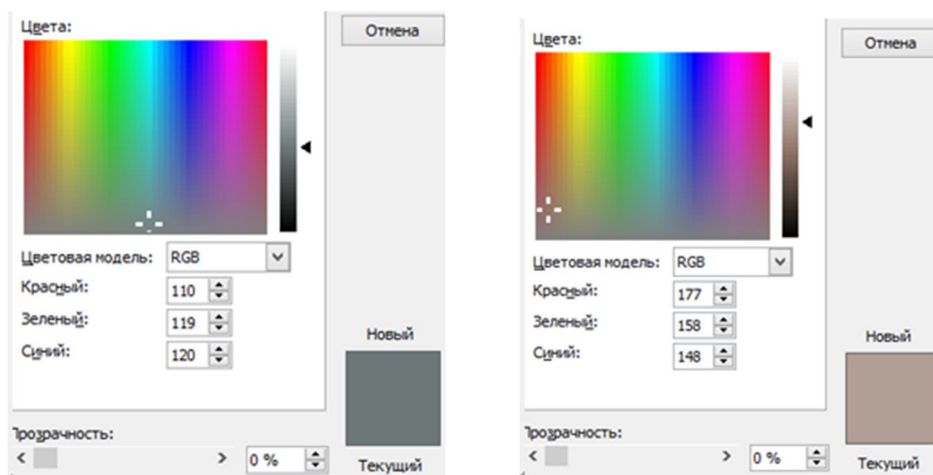 Цвета:
Отмена
Цветовая модель: RGB
Красный: 110
Зеленый: 119
Синий: 120
Новый
Прозрачность:
0 %
Текущий
Цвета:
Отмена
Цветовая модель: RGB
Красный: 177
Зеленый: 158
Синий: 148
Новый
Прозрачность:
0 %
Текущий